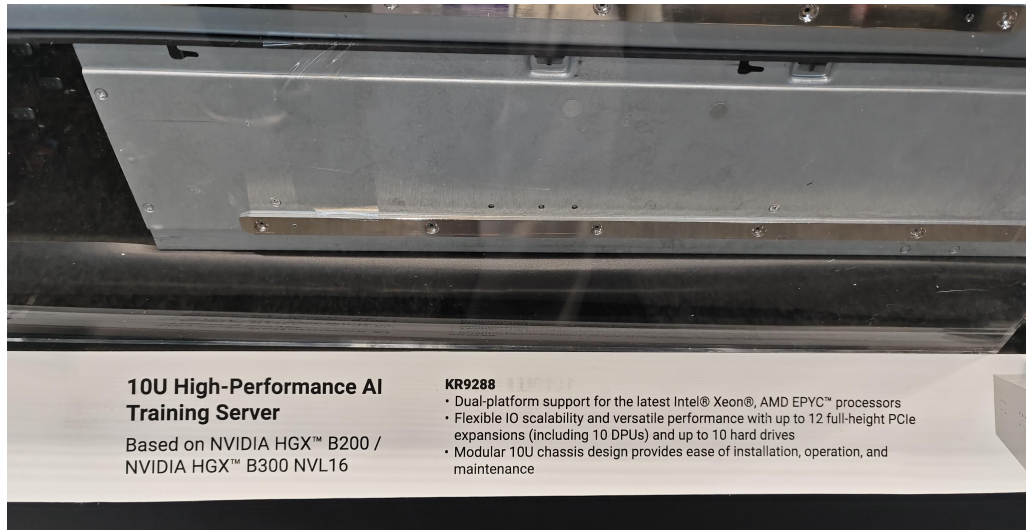 10U High-Performance AI
Training Server
Based on NVIDIA HGX™ B200 /
NVIDIA HGX™ B300 NVL16
KR9288
• Dual-platform support for the latest Intel® Xeon®, AMD EPYC™ processors
• Flexible IO scalability and versatile performance with up to 12 full-height PCIe
expansions (including 10 DPUs) and up to 10 hard drives
• Modular 10U chassis design provides ease of installation, operation, and
maintenance